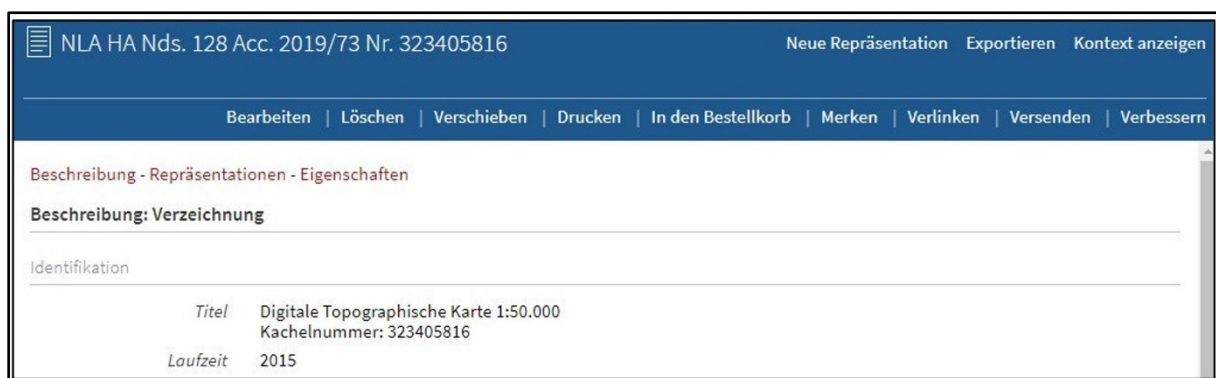 NLA HA Nds. 128 Acc. 2019/73 Nr. 323405816 Neue Repräsentation Exportieren Kontext anzeigen
Bearbeiten | Löschen | Verschieben | Drucken | In den Bestellkorb | Merken | Verlinken | Versenden | Verbessern
Beschreibung - Repräsentationen - Eigenschaften
Beschreibung: Verzeichnung
Identifikation
Titel Digitale Topographische Karte 1:50.000
Kachelnummer: 323405816
Laufzeit 2015